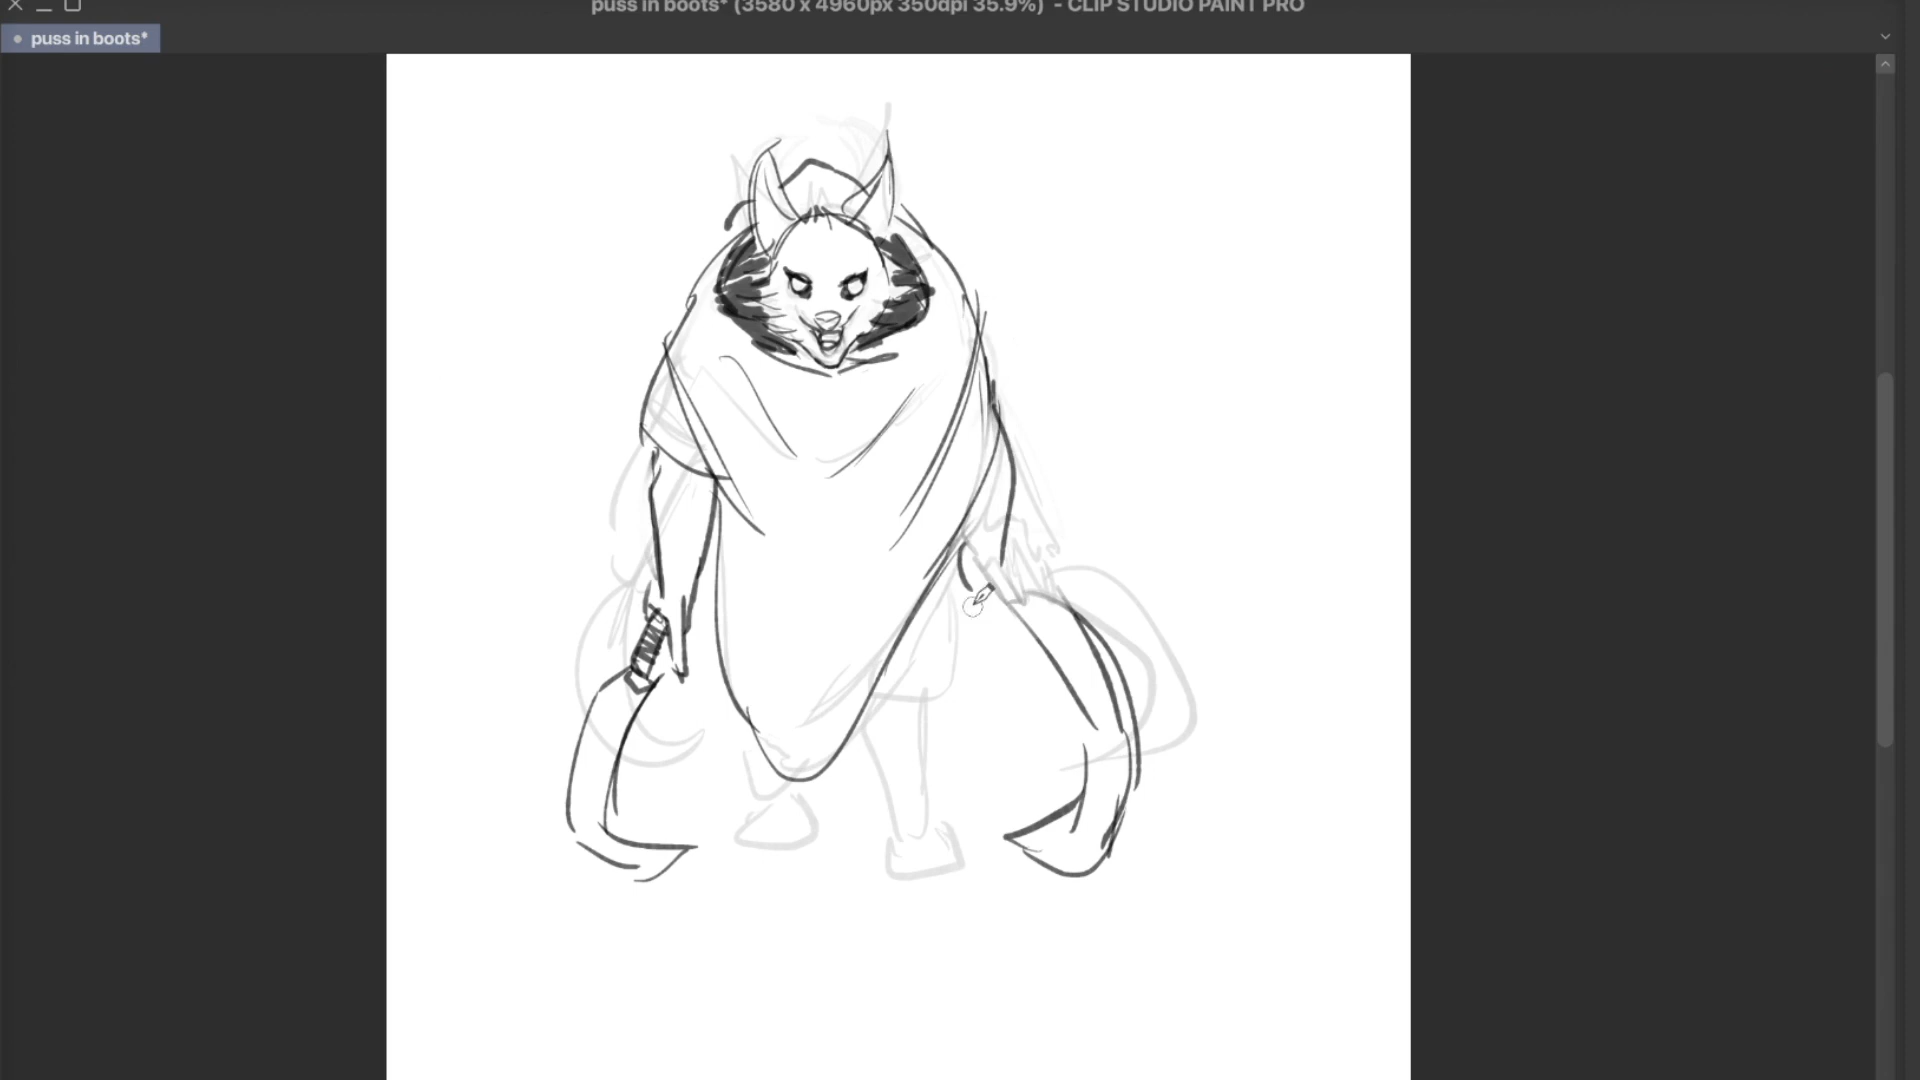 puss in boots* (3580 x 4960px 350dpi 35.9%) - CLIP STUDIO PAINT PRO
puss in boots*